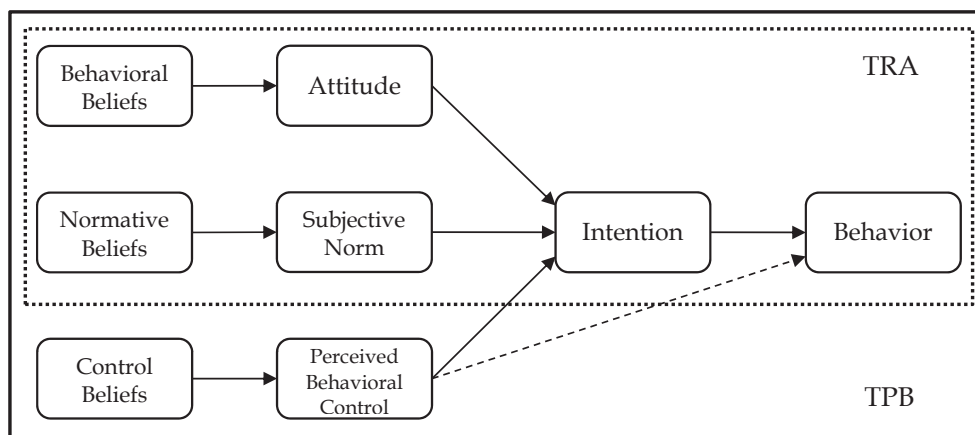 TRA
Behavioral
Beliefs
Attitude
Normative
Beliefs
Subjective
Norm
Intention
Behavior
Control
Beliefs
Perceived
Behavioral
Control
TPB